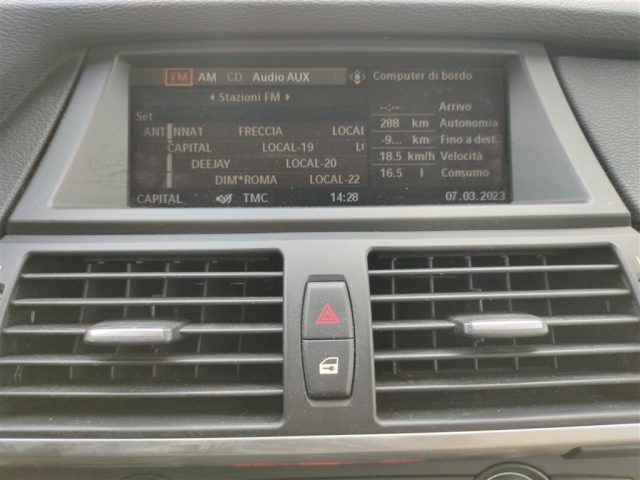 FM AM CD Audio AUX
Stazioni FM
Set
ANTENNA1 FRECCIA LOCAL
CAPITAL LOCAL-19 LO
DEEJAY LOCAL-20
DIM*ROMA LOCAL-22
CAPITAL TMC 14:28
Computer di bordo
--:-- Arrivo
288 km Autonomia
-9... km Fino a dest.
18.5 km/h Velocità
16.5 l Consumo
07.03.2023